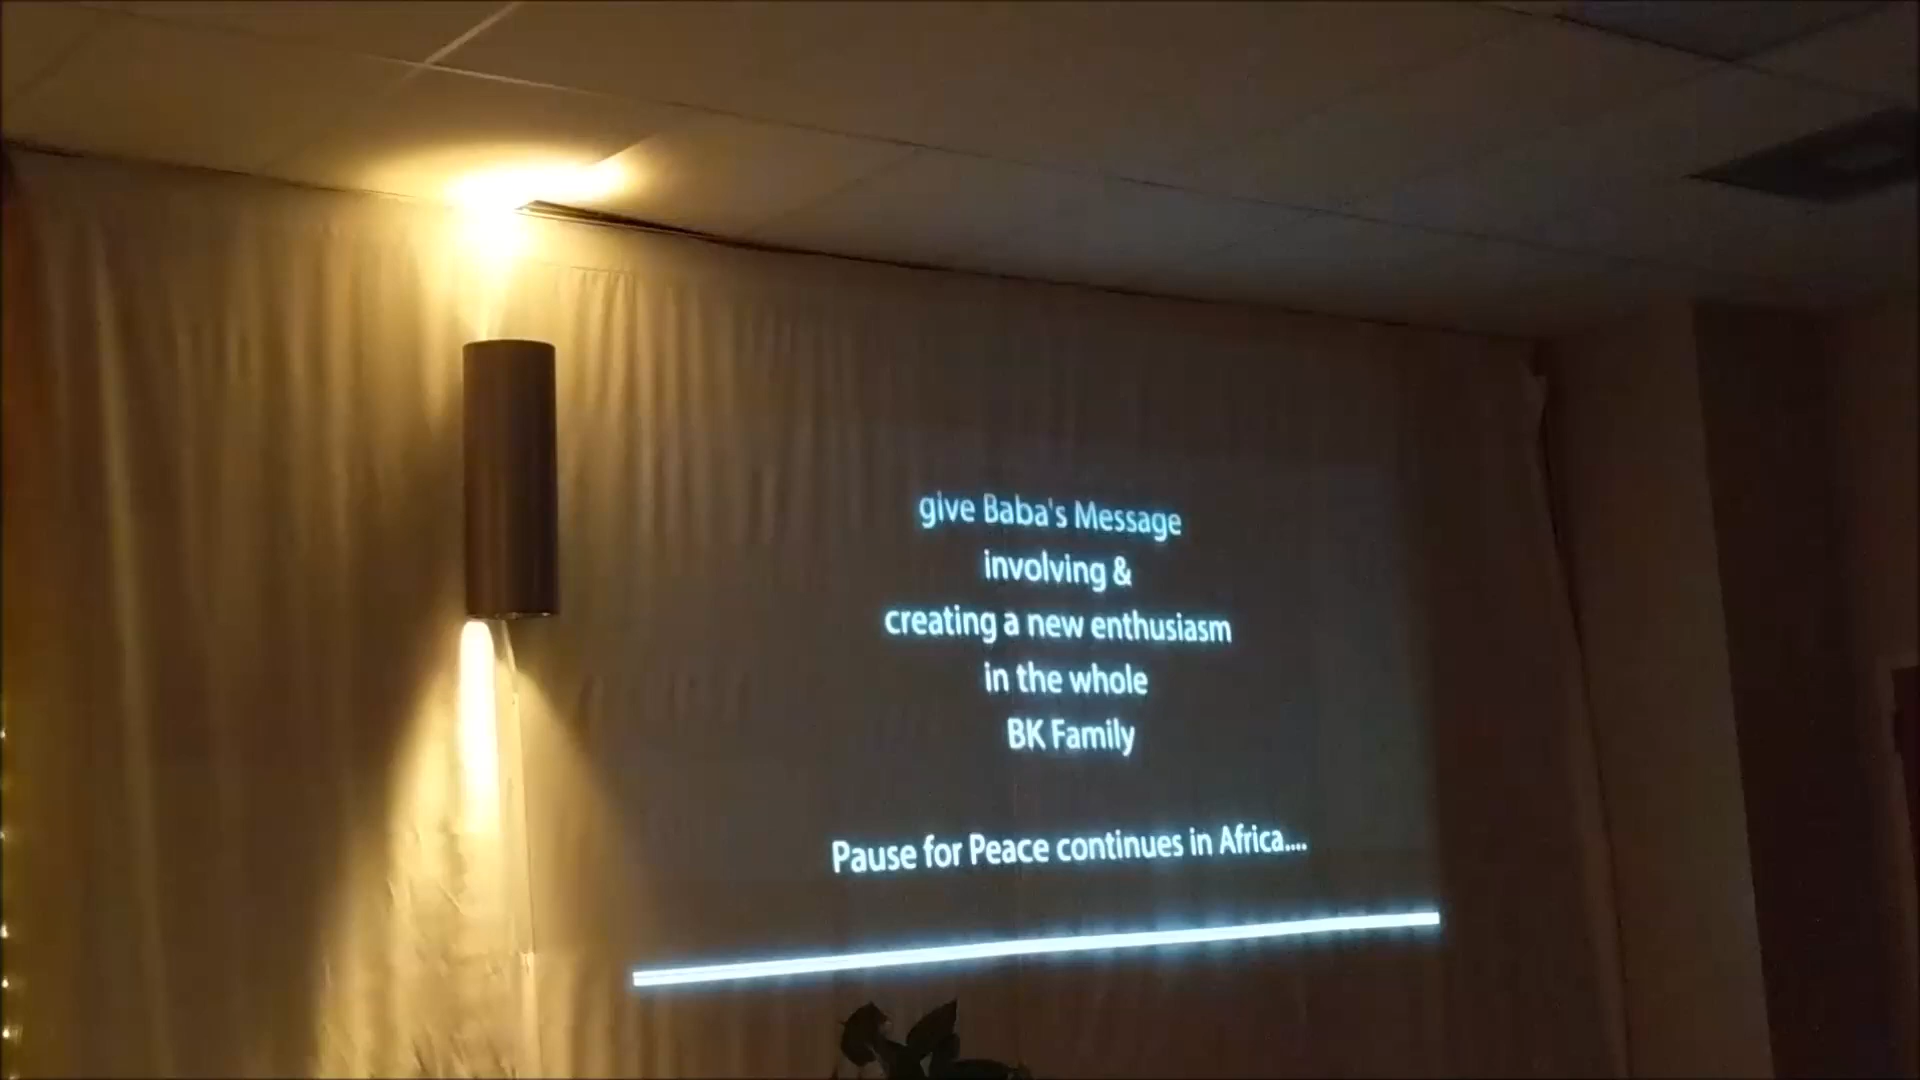 give Baba's Message
involving &
creating a new enthusiasm
in the whole
BK Family
Pause for Peace continues in Africa....